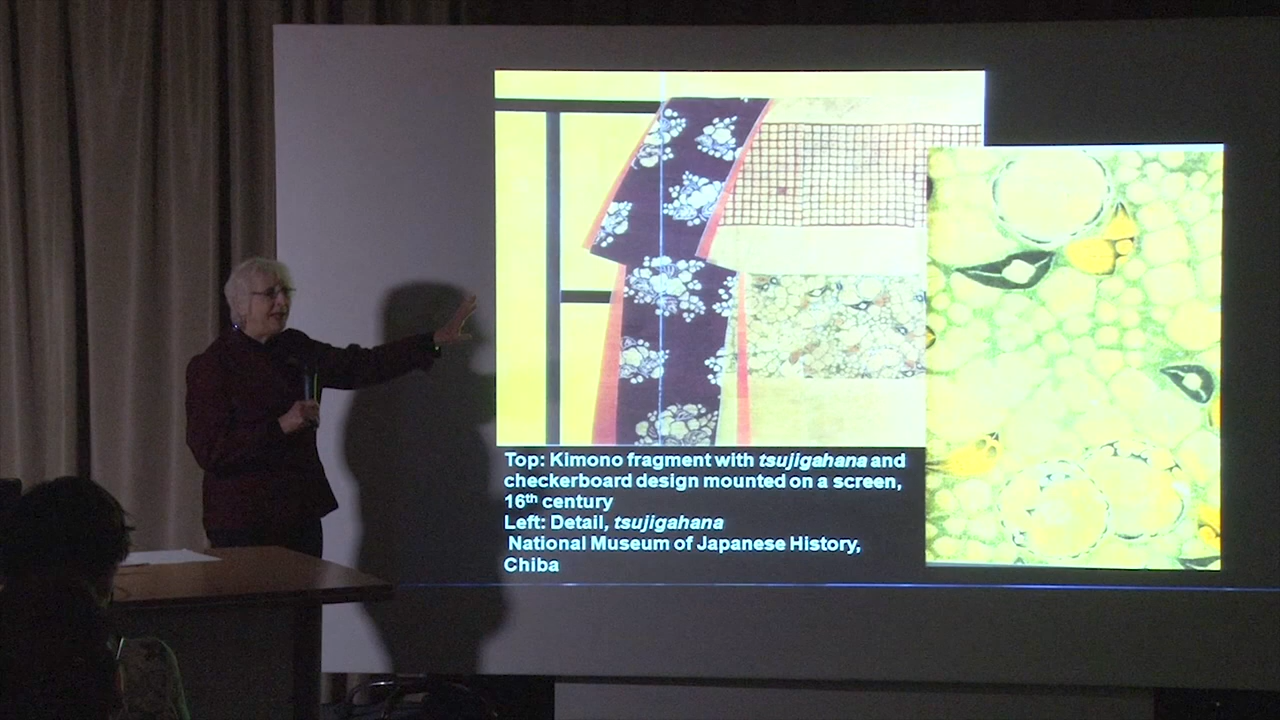 Top: Kimono fragment with tsujigahana and
checkerboard design mounted on a screen,
16th century
Left: Detail, tsujigahana
National Museum of Japanese History,
Chiba